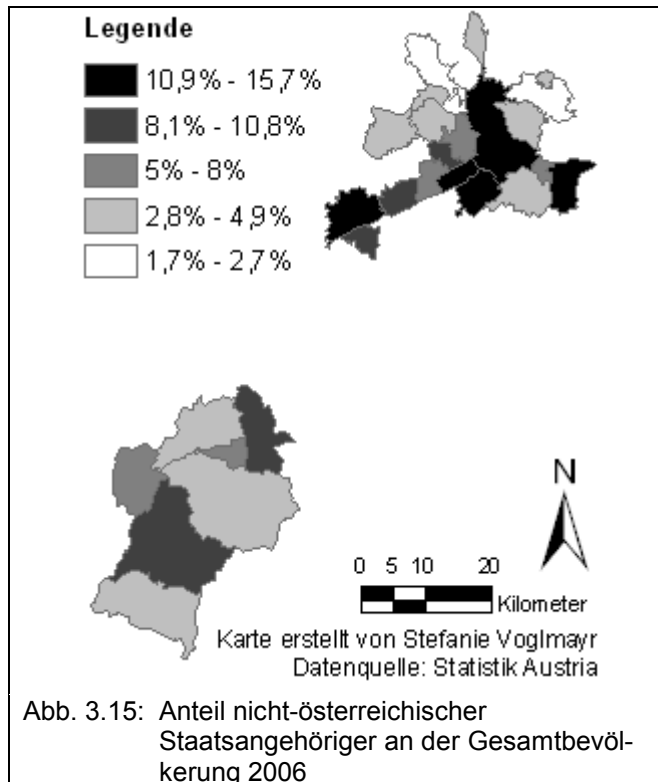 Legende
10,9% - 15,7%
8,1% - 10,8%
5% - 8%
2,8% - 4,9%
1,7% - 2,7%
N
0 5 10 20
Kilometer
Karte erstellt von Stefanie Voglmayr
Datenquelle: Statistik Austria
Abb. 3.15: Anteil nicht-österreichischer
Staatsangehöriger an der Gesamtbevöl-
kerung 2006